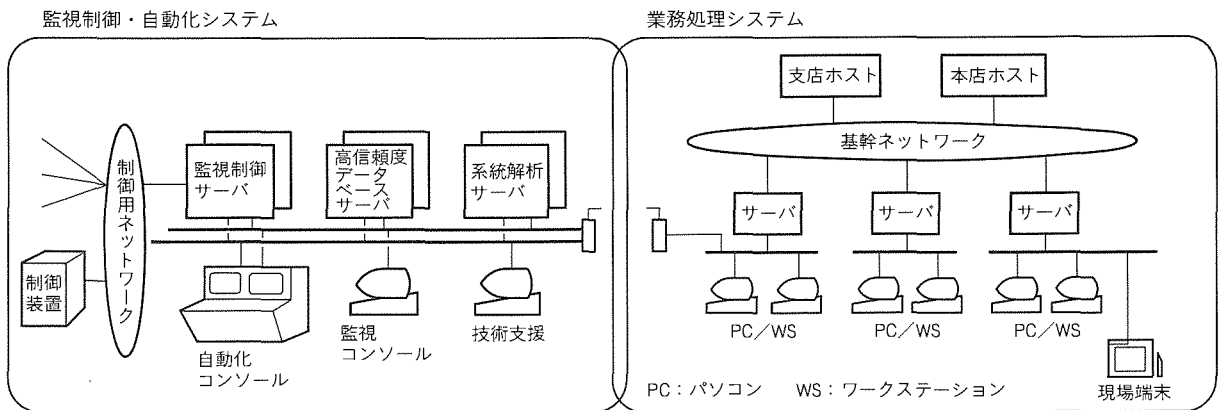 監視制御・自動化システム
業務処理システム
制御用ネットワーク
制御
装置
監視制御
サーバ
高信頼度
データ
ベース
サーバ
系統解析
サーバ
自動化
コンソール
監視
コンソール
技術支援
支店ホスト
本店ホスト
基幹ネットワーク
サーバ
サーバ
サーバ
PC/WS
PC/WS
PC/WS
現場端末
PC:パソコン WS:ワークステーション